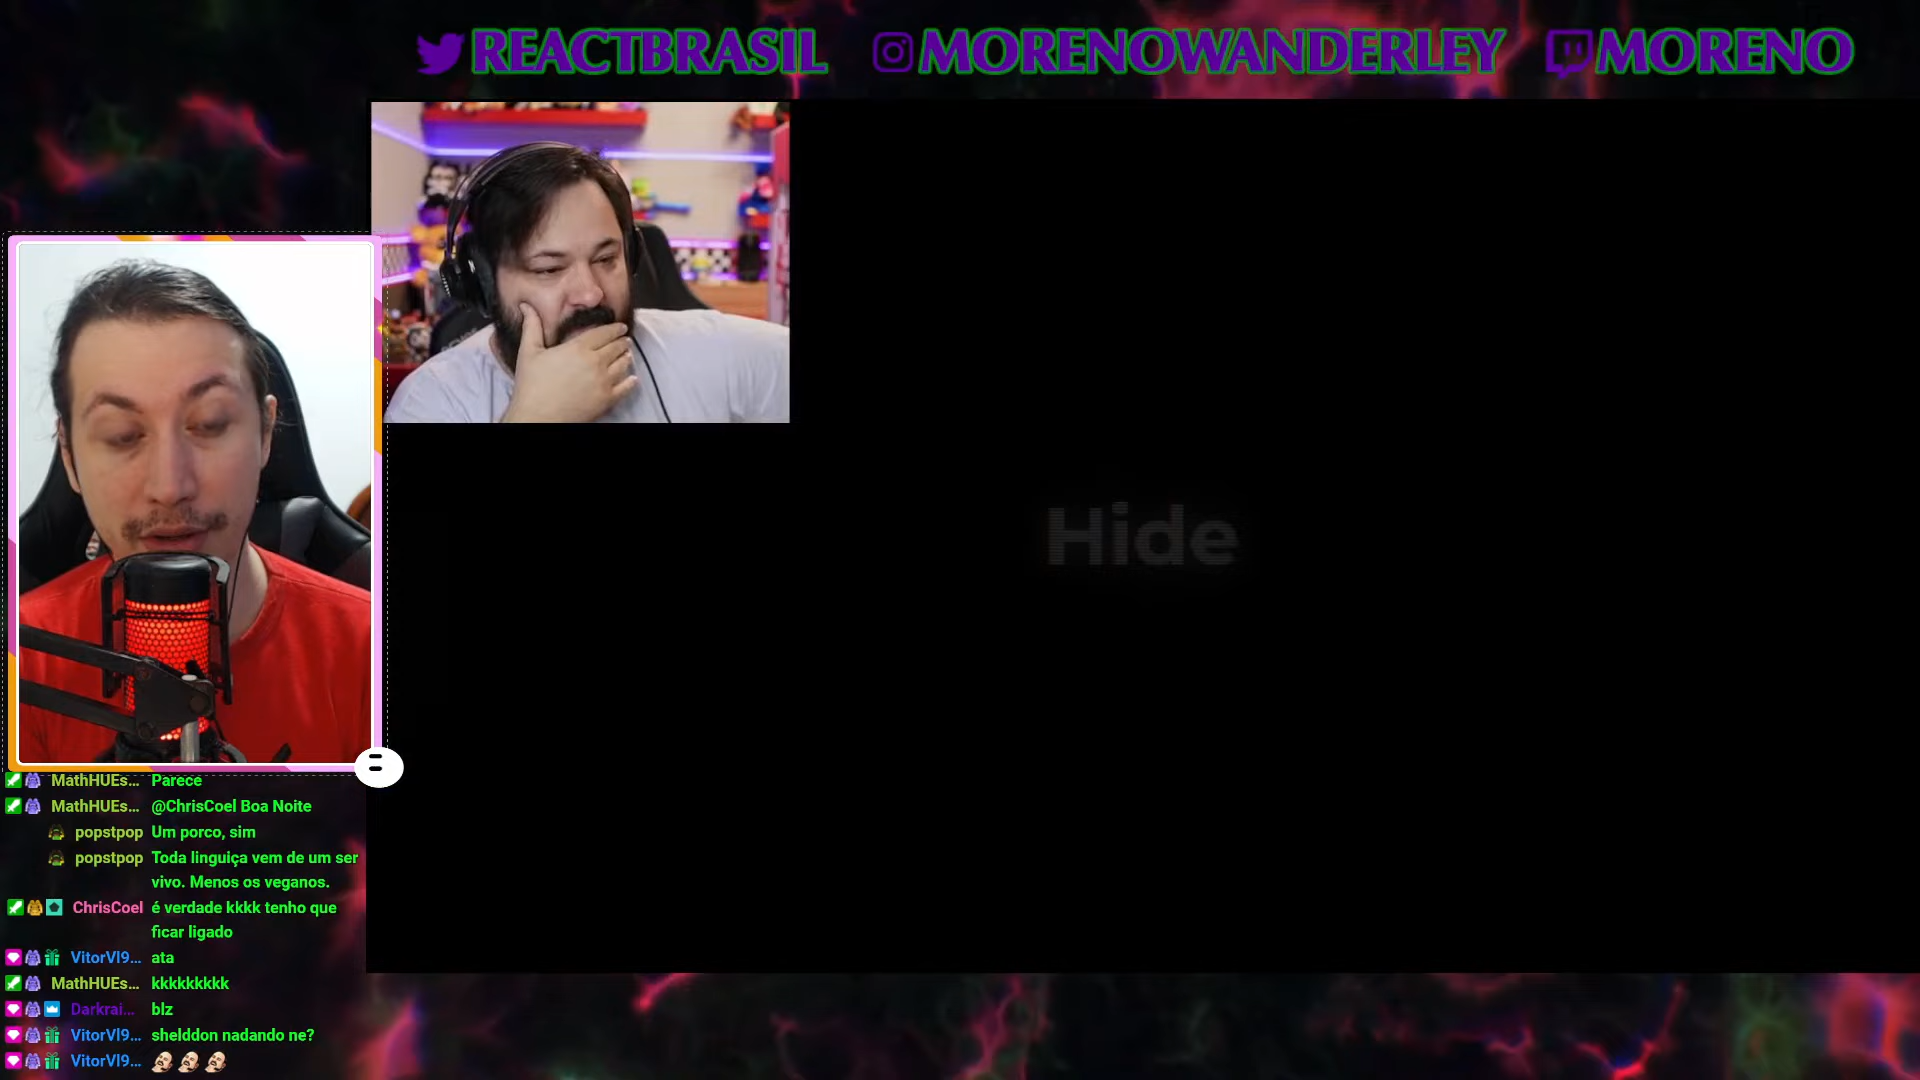 REACTBRASIL MORENOWANDERLEY MORENO
Hide
MathHUEs... Parece
MathHUEs... @ChrisCoel Boa Noite
popstpop Um porco, sim
popstpop Toda linguiça vem de um ser
vivo. Menos os veganos.
ChrisCoel é verdade kkkk tenho que
ficar ligado
VitorVl9... ata
MathHUEs... kkkkkkkkk
Darkrai... blz
VitorVl9... shelddon nadando ne?
VitorVl9...